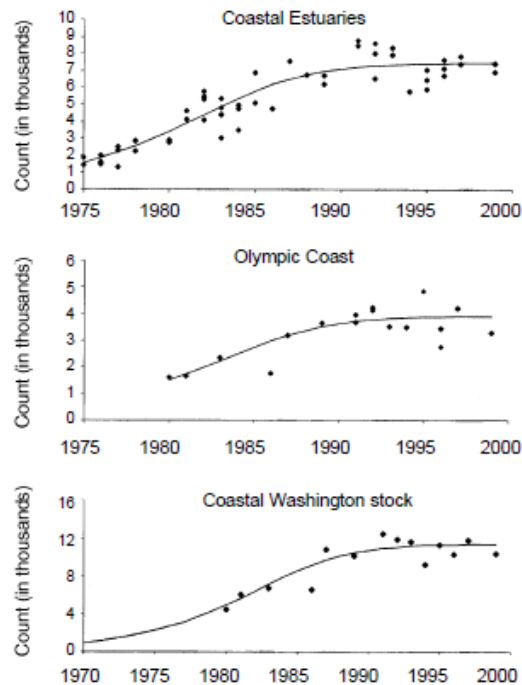 Coastal Estuaries
Count (in thousands)
10
9
8
7
6
5
4
3
2
1
0
1975 1980 1985 1990 1995 2000
Olympic Coast
Count (in thousands)
6
5
4
3
2
1
0
1975 1980 1985 1990 1995 2000
Coastal Washington stock
Count (in thousands)
16
12
8
4
0
1970 1975 1980 1985 1990 1995 2000